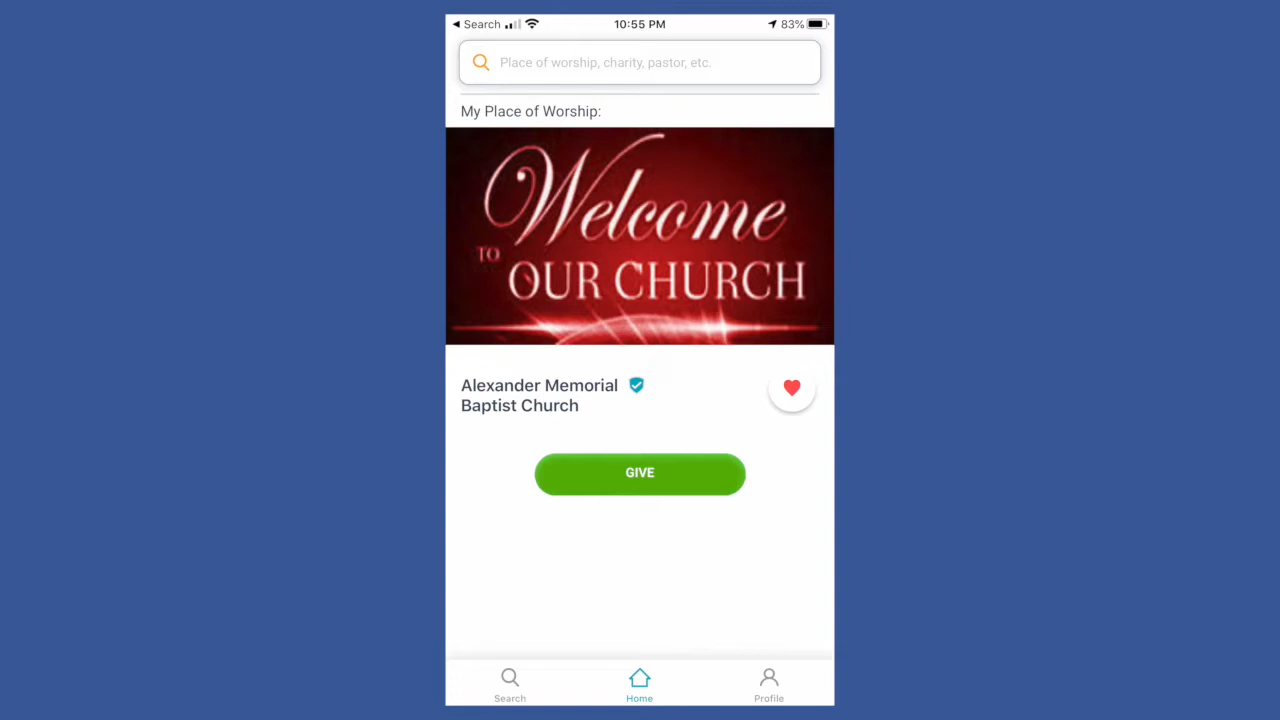 Search
10:55 PM
83%
Place of worship, charity, pastor, etc.
My Place of Worship:
Welcome
TO
OUR CHURCH
Alexander Memorial
Baptist Church
GIVE
Search
Home
Profile